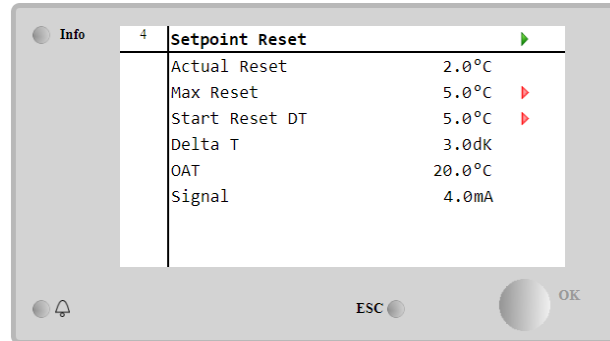 Info
4 Setpoint Reset
Actual Reset 2.0°C
Max Reset 5.0°C
Start Reset DT 5.0°C
Delta T 3.0dK
OAT 20.0°C
Signal 4.0mA
ESC
OK